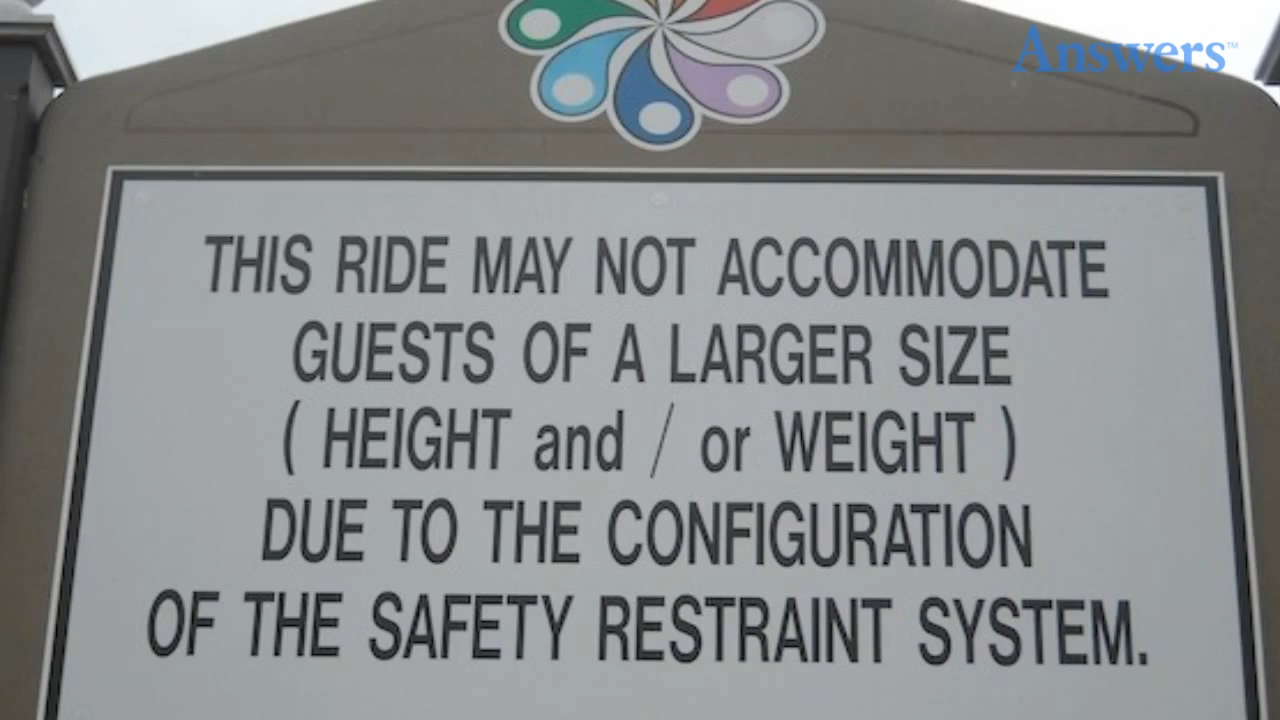 Answers™
THIS RIDE MAY NOT ACCOMMODATE
GUESTS OF A LARGER SIZE
( HEIGHT and / or WEIGHT )
DUE TO THE CONFIGURATION
OF THE SAFETY RESTRAINT SYSTEM.